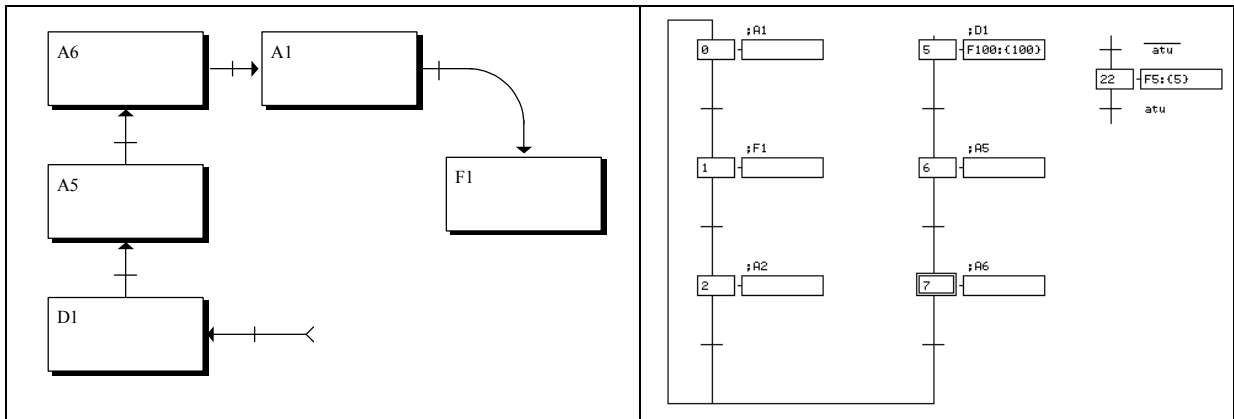 A6
A1
A5
F1
D1
;A1
0
;D1
5
F100:(100)
atu
22
F5:(5)
atu
;F1
1
;A5
6
;A2
2
;A6
7